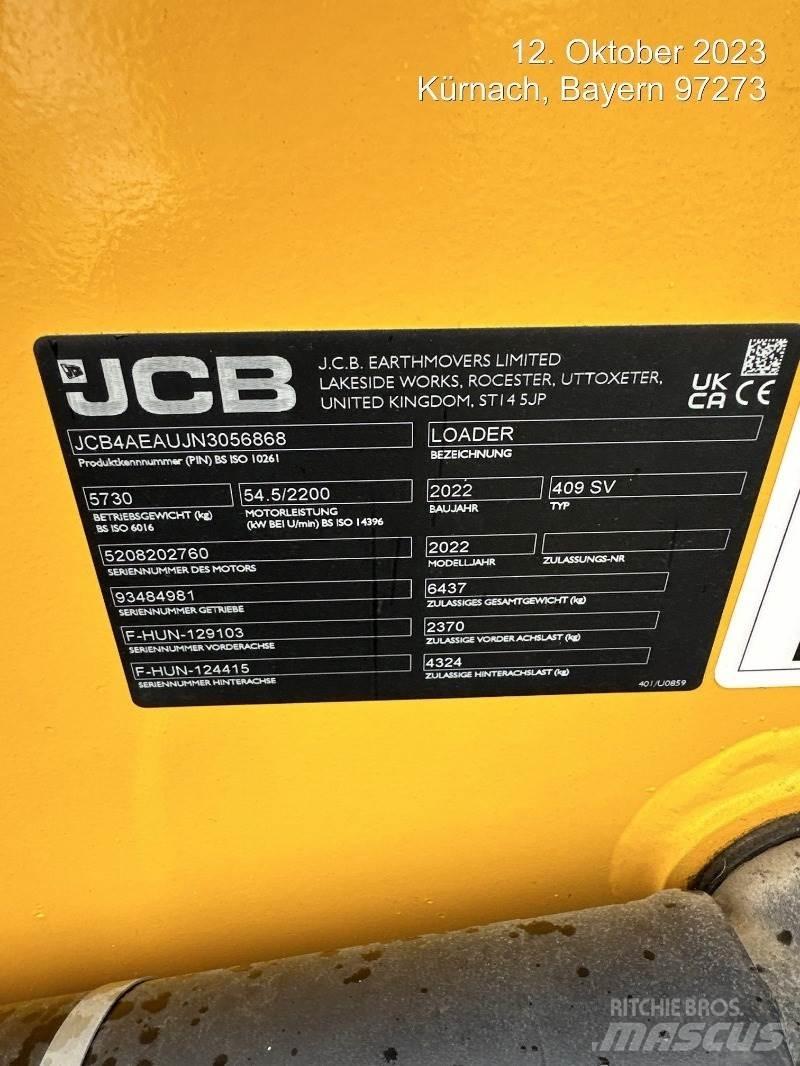 12. Oktober 2023
Kürnach, Bayern 97273
JCB
J.C.B. EARTHMOVERS LIMITED
LAKESIDE WORKS, ROCESTER, UTTOXETER,
UNITED KINGDOM, ST14 5JP
UK
CA CE
JCB4AEAUJN3056868
Produktkennnummer (PIN) BS ISO 10261
LOADER
BEZEICHNUNG
5730
BETRIEBSGEWICHT (kg)
BS ISO 6016
54.5/2200
MOTORLEISTUNG
(kW BEI U/min) BS ISO 14396
2022
BAUJAHR
409 SV
TYP
5208202760
SERIENNUMMER DES MOTORS
2022
MODELLJAHR
ZULASSUNGS-NR
93484981
SERIENNUMMER GETRIEBE
6437
ZULÄSSIGES GESAMTGEWICHT (kg)
F-HUN-129103
SERIENNUMMER VORDERACHSE
2370
ZULÄSSIGE VORDER ACHSLAST (kg)
F-HUN-124415
SERIENNUMMER HINTERACHSE
4324
ZULÄSSIGE HINTERACHSLAST (kg)
401/U0859
RITCHIE BROS.
MASCUS